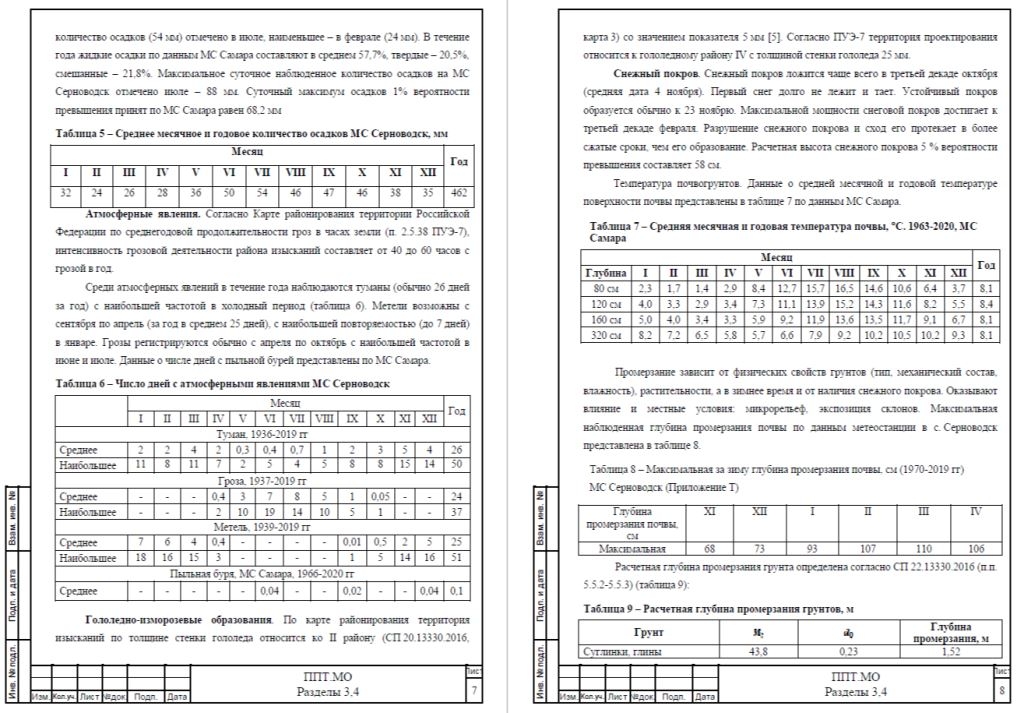 количество осадков (54 мм) отмечено в июле, наименьшее – в феврале (24 мм). В течение
года жидкие осадки по данным МС Самара составляют в среднем 57,7%, твердые – 20,5%,
смешанные – 21,8%. Максимальное суточное наблюденное количество осадков на МС
Серноводск отмечено июле – 88 мм. Суточный максимум осадков 1% вероятности
превышения принят по МС Самара равен 68,2 мм
Таблица 5 – Среднее месячное и годовое количество осадков МС Серноводск, мм
Месяц Год
I II III IV V VI VII VIII IX X XI XII
32 24 26 28 36 50 54 46 47 46 38 35 462
Атмосферные явления. Согласно Карте районирования территории Российской
Федерации по среднегодовой продолжительности гроз в часах земли (п. 2.5.38 ПУЭ-7),
интенсивность грозовой деятельности района изысканий составляет от 40 до 60 часов с
грозой в год.
Среди атмосферных явлений в течение года наблюдаются туманы (обычно 26 дней
за год) с наибольшей частотой в холодный период (таблица 6). Метели возможны с
сентября по апрель (за год в среднем 25 дней), с наибольшей повторяемостью (до 7 дней)
в январе. Грозы регистрируются обычно с апреля по октябрь с наибольшей частотой в
июне и июле. Данные о числе дней с пыльной бурей представлены по МС Самара.
Таблица 6 – Число дней с атмосферными явлениями МС Серноводск
Месяц Год
I II III IV V VI VII VIII IX X XI XII
Туман, 1936-2019 гг
Среднее 2 2 4 2 0,3 0,4 0,7 1 2 3 5 4 26
Наибольшее 11 8 11 7 2 5 4 5 8 8 15 14 50
Гроза, 1937-2019 гг
Среднее - - - 0,4 3 7 8 5 1 0,05 - - 24
Наибольшее - - - 2 10 19 14 10 5 1 - - 37
Метель, 1939-2019 гг
Среднее 7 6 4 0,4 - - - - 0,01 0,5 2 5 25
Наибольшее 18 16 15 3 - - - - 1 5 14 16 51
Пыльная буря, МС Самара, 1966-2020 гг
Среднее - - - - - 0,04 - - 0,02 - - 0,04 0,1
Гололедно-изморозевые образования. По карте районирования территория
изысканий по толщине стенки гололеда относится ко II району (СП 20.13330.2016,
Взам. инв. №
Подп. и дата
Инв. № подл.
Изм. Кол.уч. Лист №док. Подп. Дата
ППТ.МО
Разделы 3,4
Лист
7
карта 3) со значением показателя 5 мм [5]. Согласно ПУЭ-7 территория проектирования
относится к гололедному району IV с толщиной стенки гололеда 25 мм.
Снежный покров. Снежный покров ложится чаще всего в третьей декаде октября
(средняя дата 4 ноября). Первый снег долго не лежит и тает. Устойчивый покров
образуется обычно к 23 ноябрю. Максимальной мощности снеговой покров достигает к
третьей декаде февраля. Разрушение снежного покрова и сход его протекает в более
сжатые сроки, чем его образование. Расчетная высота снежного покрова 5 % вероятности
превышения составляет 58 см.
Температура почвогрунтов. Данные о средней месячной и годовой температуре
поверхности почвы представлены в таблице 7 по данным МС Самара.
Таблица 7 – Средняя месячная и годовая температура почвы, °С. 1963-2020, МС
Самара
Месяц Год
Глубина I II III IV V VI VII VIII IX X XI XII
80 см 2,3 1,7 1,4 2,9 8,4 12,7 15,7 16,5 14,6 10,6 6,4 3,7 8,1
120 см 4,0 3,3 2,9 3,4 7,3 11,1 13,9 15,2 14,3 11,6 8,2 5,5 8,4
160 см 5,0 4,0 3,4 3,3 5,9 9,2 11,9 13,6 13,5 11,7 9,1 6,7 8,1
320 см 8,2 7,2 6,5 5,8 5,7 6,6 7,9 9,2 10,2 10,5 10,2 9,3 8,1
Промерзание зависит от физических свойств грунтов (тип, механический состав,
влажность), растительности, а в зимнее время и от наличия снежного покрова. Оказывают
влияние и местные условия: микрорельеф, экспозиция склонов. Максимальная
наблюденная глубина промерзания почвы по данным метеостанции в с. Серноводск
представлена в таблице 8.
Таблица 8 – Максимальная за зиму глубина промерзания почвы, см (1970-2019 гг)
МС Серноводск (Приложение Т)
Глубина XI XII I II III IV
промерзания почвы,
см
Максимальная 68 73 93 107 110 106
Расчетная глубина промерзания грунта определена согласно СП 22.13330.2016 (п.п.
5.5.2-5.5.3) (таблица 9):
Таблица 9 – Расчетная глубина промерзания грунтов, м
Грунт Mt d0 Глубина
промерзания, м
Суглинки, глины 43,8 0,23 1,52
Взам. инв. №
Подп. и дата
Инв. № подл.
Изм. Кол.уч. Лист №док. Подп. Дата
ППТ.МО
Разделы 3,4
Лист
8